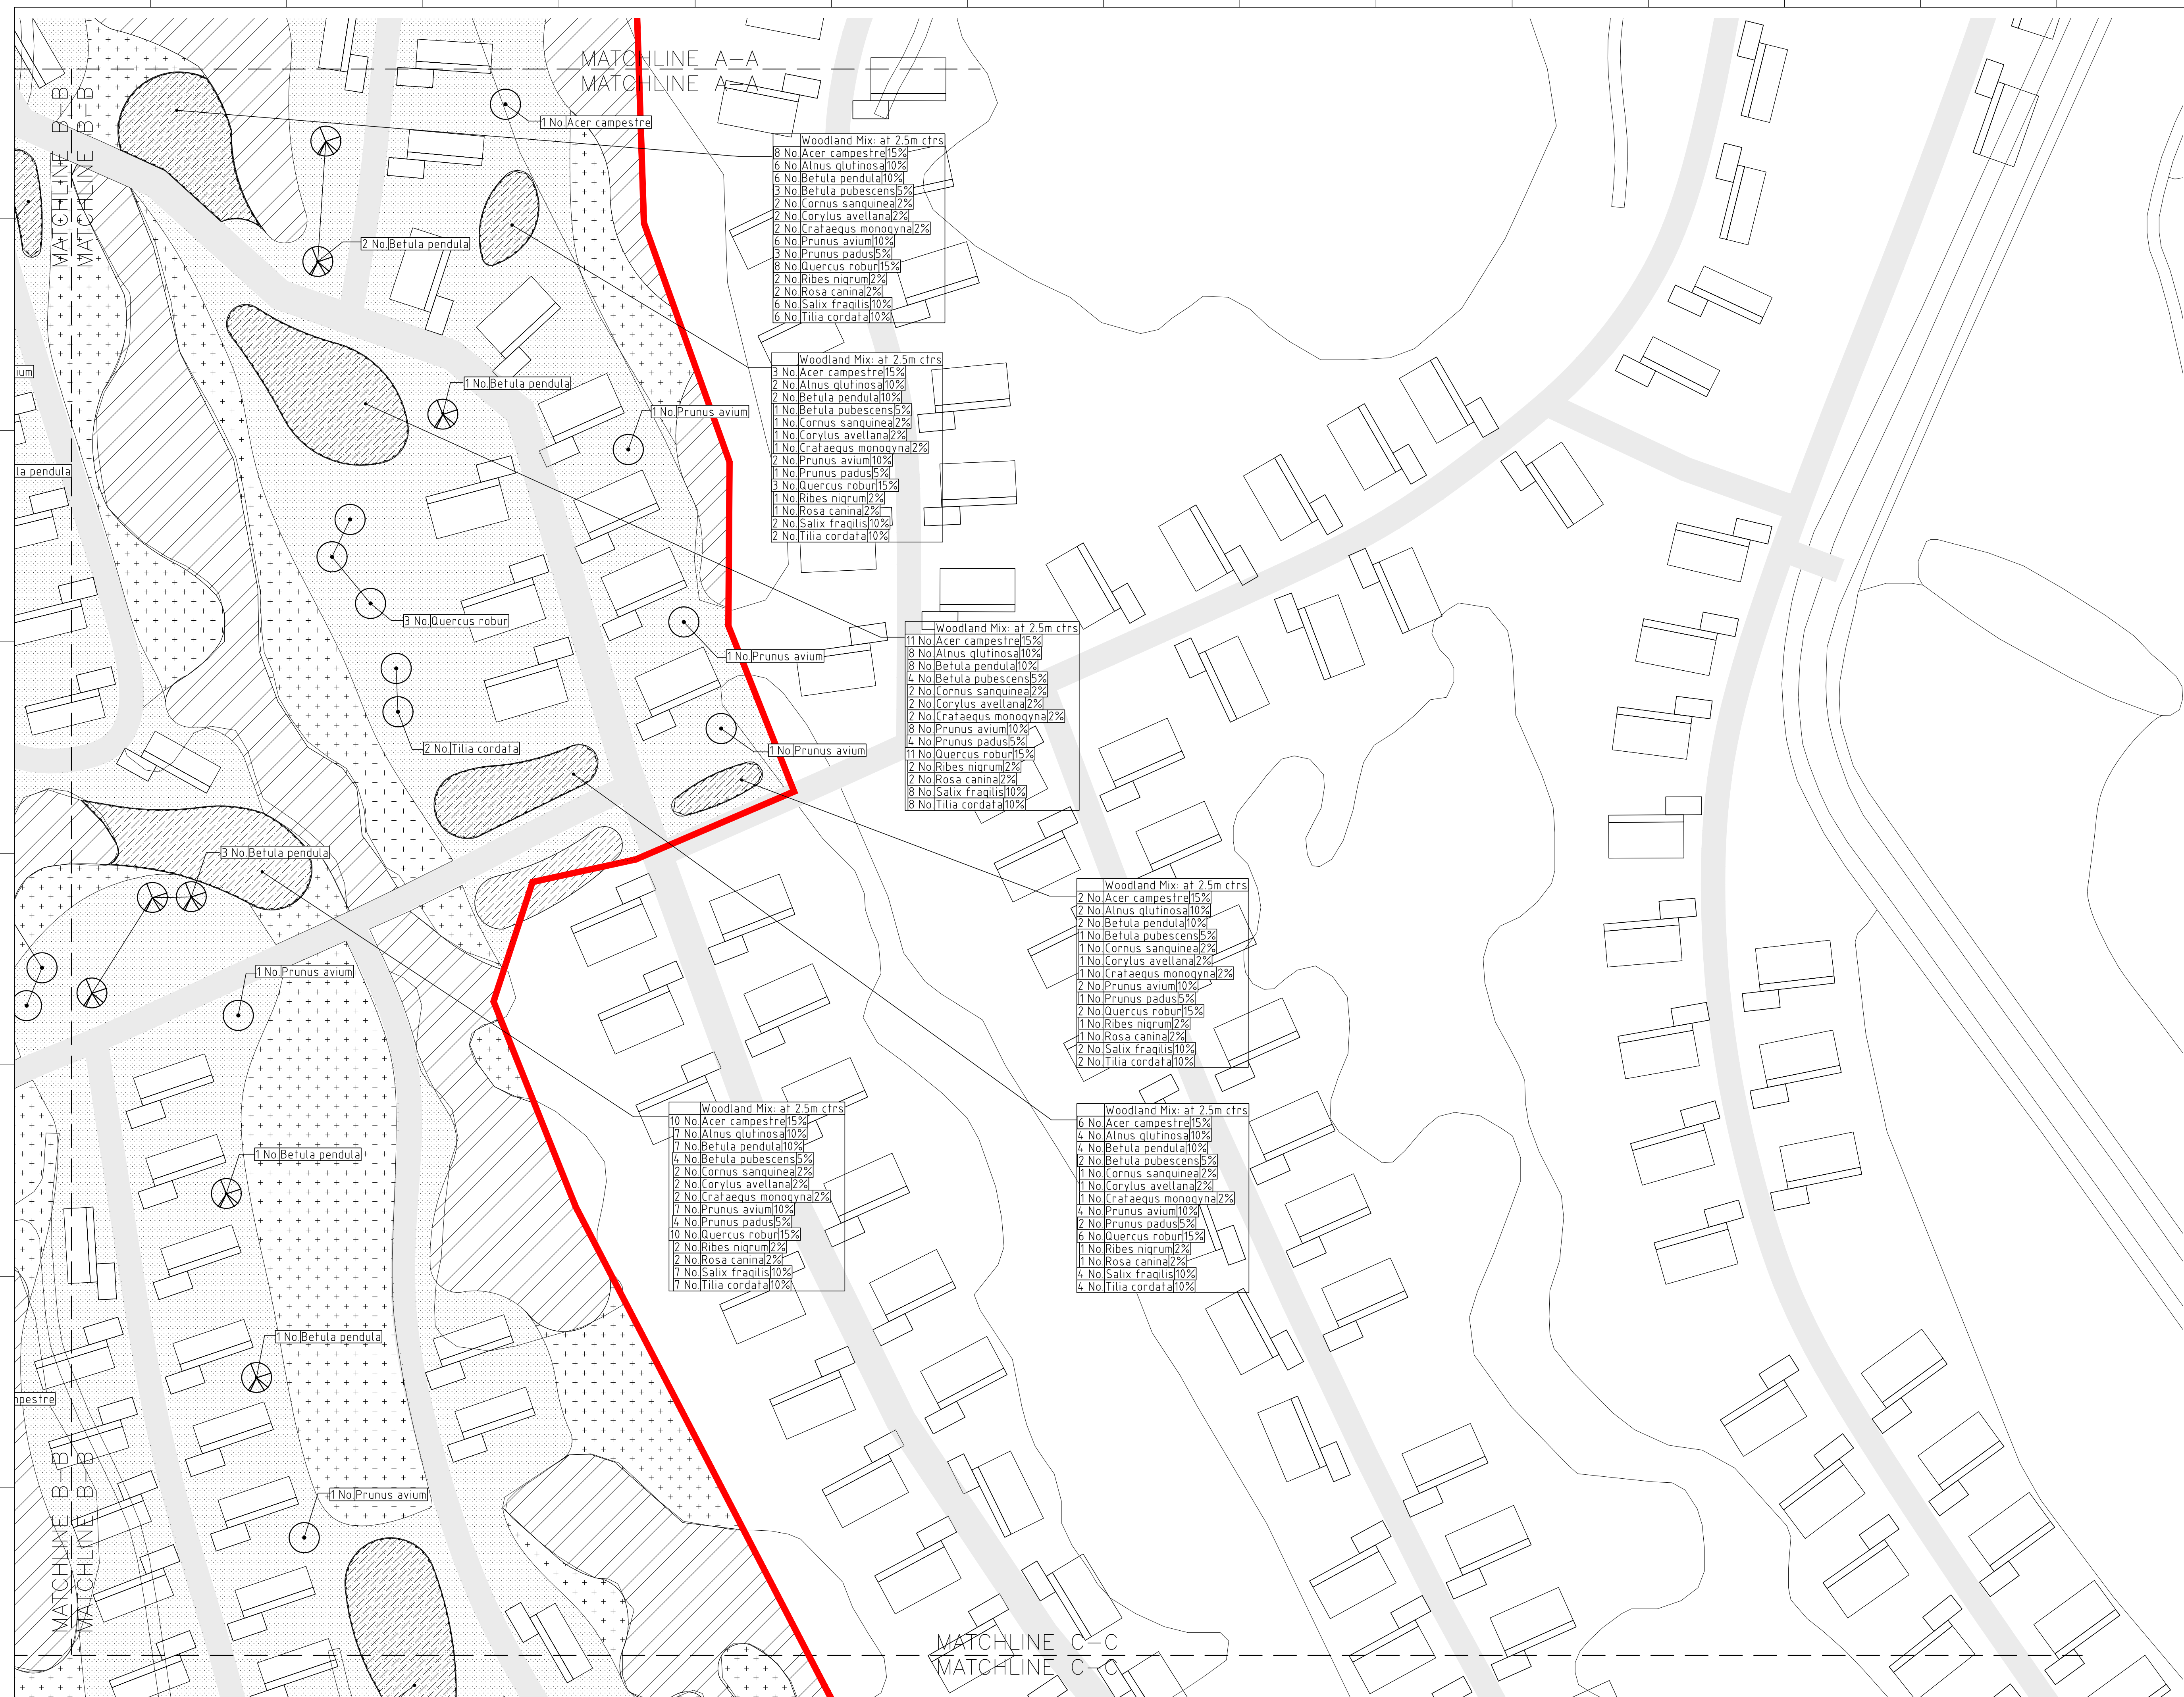 MATCHLINE A-A
MATCHLINE A-A
MATCHLINE B-B
MATCHLINE B-B
1 No. Acer campestre
2 No. Betula pendula
Woodland Mix: at 2.5m ctrs
8 No. Acer campestre 15%
6 No. Alnus glutinosa 10%
6 No. Betula pendula 10%
3 No. Betula pubescens 5%
2 No. Cornus sanguinea 2%
2 No. Corylus avellana 2%
2 No. Crataegus monogyna 2%
6 No. Prunus avium 10%
3 No. Prunus padus 5%
8 No. Quercus robur 15%
2 No. Ribes nigrum 2%
2 No. Rosa canina 2%
6 No. Salix fragilis 10%
6 No. Tilia cordata 10%
Woodland Mix: at 2.5m ctrs
3 No. Acer campestre 15%
2 No. Alnus glutinosa 10%
2 No. Betula pendula 10%
1 No. Betula pubescens 5%
1 No. Cornus sanguinea 2%
1 No. Corylus avellana 2%
1 No. Crataegus monogyna 2%
2 No. Prunus avium 10%
1 No. Prunus padus 5%
3 No. Quercus robur 15%
1 No. Ribes nigrum 2%
1 No. Rosa canina 2%
2 No. Salix fragilis 10%
2 No. Tilia cordata 10%
ium
1 No. Betula pendula
1 No. Prunus avium
la pendula
3 No. Quercus robur
1 No. Prunus avium
2 No. Tilia cordata
1 No. Prunus avium
Woodland Mix: at 2.5m ctrs
11 No. Acer campestre 15%
8 No. Alnus glutinosa 10%
8 No. Betula pendula 10%
4 No. Betula pubescens 5%
2 No. Cornus sanguinea 2%
2 No. Corylus avellana 2%
2 No. Crataegus monogyna 2%
8 No. Prunus avium 10%
4 No. Prunus padus 5%
11 No. Quercus robur 15%
2 No. Ribes nigrum 2%
2 No. Rosa canina 2%
8 No. Salix fragilis 10%
8 No. Tilia cordata 10%
3 No. Betula pendula
1 No. Prunus avium
Woodland Mix: at 2.5m ctrs
2 No. Acer campestre 15%
2 No. Alnus glutinosa 10%
2 No. Betula pendula 10%
1 No. Betula pubescens 5%
1 No. Cornus sanguinea 2%
1 No. Corylus avellana 2%
1 No. Crataegus monogyna 2%
2 No. Prunus avium 10%
1 No. Prunus padus 5%
2 No. Quercus robur 15%
1 No. Ribes nigrum 2%
1 No. Rosa canina 2%
2 No. Salix fragilis 10%
2 No. Tilia cordata 10%
1 No. Betula pendula
Woodland Mix: at 2.5m ctrs
10 No. Acer campestre 15%
7 No. Alnus glutinosa 10%
7 No. Betula pendula 10%
4 No. Betula pubescens 5%
2 No. Cornus sanguinea 2%
2 No. Corylus avellana 2%
2 No. Crataegus monogyna 2%
7 No. Prunus avium 10%
4 No. Prunus padus 5%
10 No. Quercus robur 15%
2 No. Ribes nigrum 2%
2 No. Rosa canina 2%
7 No. Salix fragilis 10%
7 No. Tilia cordata 10%
Woodland Mix: at 2.5m ctrs
6 No. Acer campestre 15%
4 No. Alnus glutinosa 10%
4 No. Betula pendula 10%
2 No. Betula pubescens 5%
1 No. Cornus sanguinea 2%
1 No. Corylus avellana 2%
1 No. Crataegus monogyna 2%
4 No. Prunus avium 10%
2 No. Prunus padus 5%
6 No. Quercus robur 15%
1 No. Ribes nigrum 2%
1 No. Rosa canina 2%
4 No. Salix fragilis 10%
4 No. Tilia cordata 10%
1 No. Betula pendula
mpestre
1 No. Prunus avium
MATCHLINE B-B
MATCHLINE B-B
MATCHLINE C-C
MATCHLINE C-C